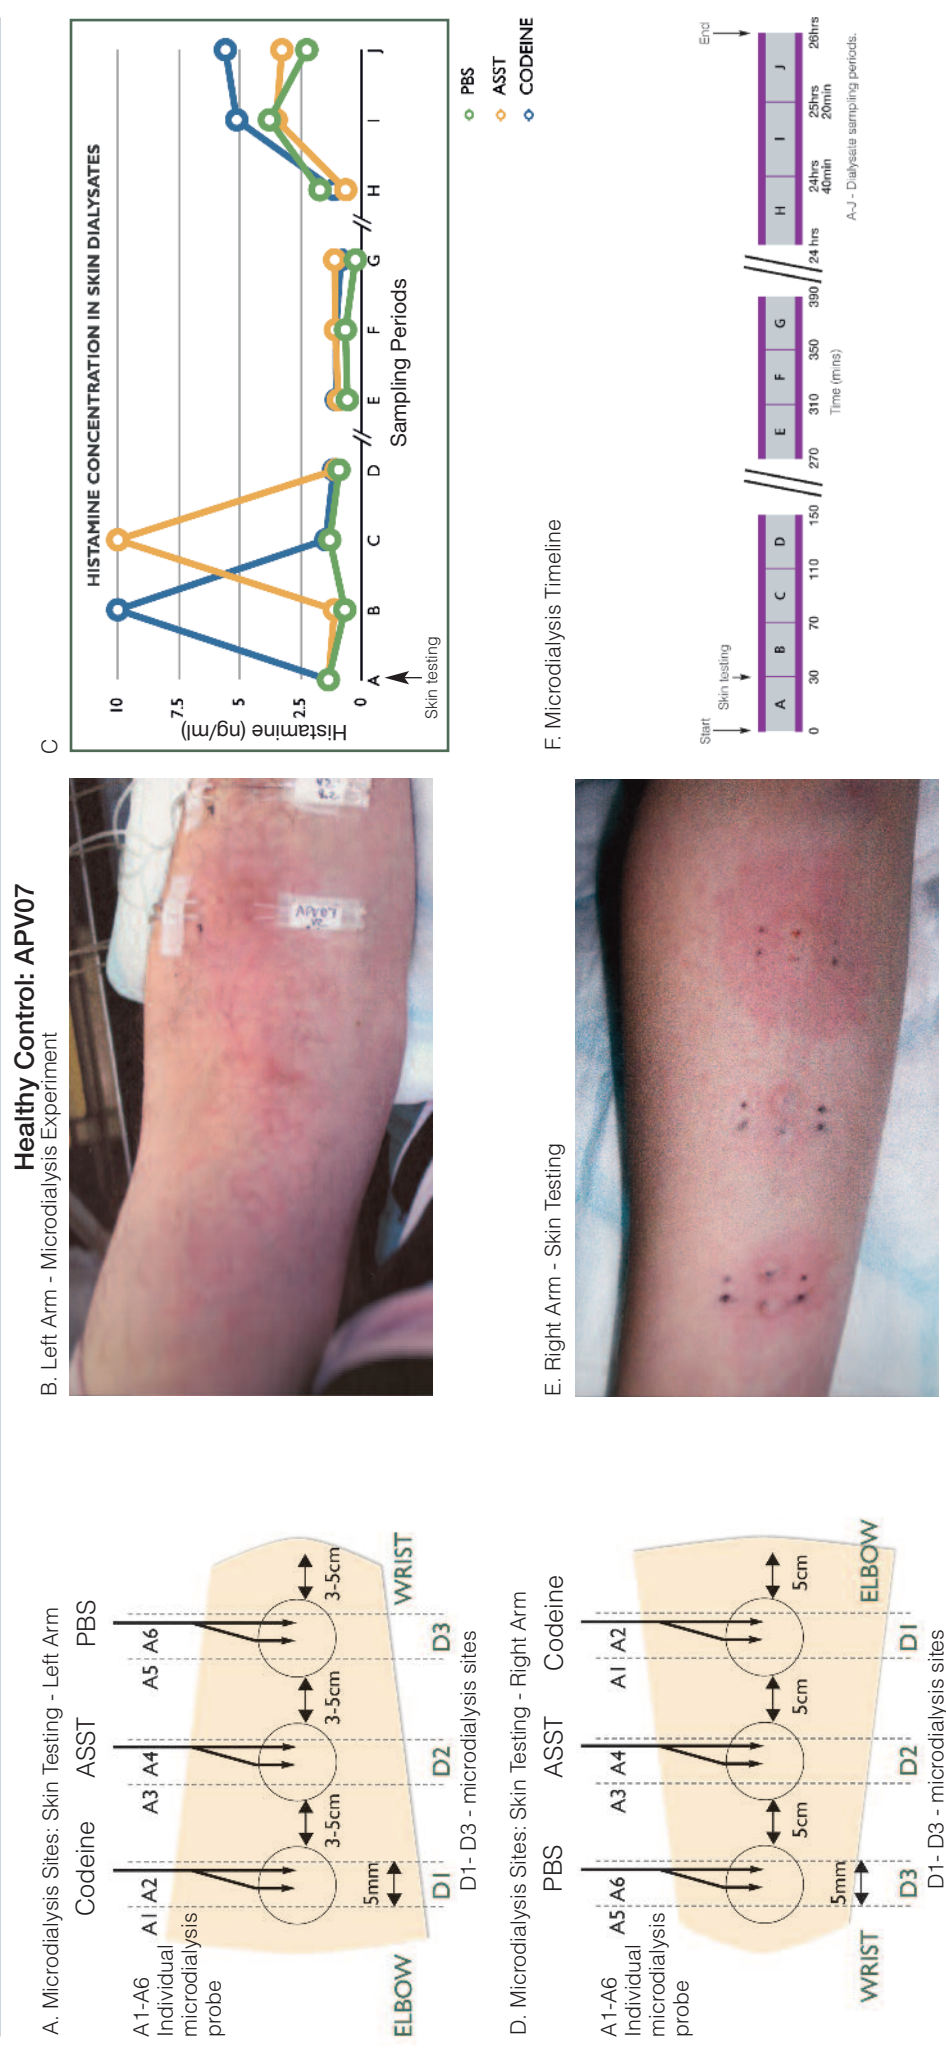 Healthy Control: APV07
A. Microdialysis Sites: Skin Testing - Left Arm
Codeine
ASST
PBS
A1-A6
Individual
microdialysis
probe
A1 A2
A3 A4
A5 A6
5mm
3-5cm
3-5cm
3-5cm
ELBOW
D1
D2
D3
WRIST
D1- D3 - microdialysis sites
B. Left Arm - Microdialysis Experiment
APV07
C
HISTAMINE CONCENTRATION IN SKIN DIALYSATES
Histamine (ng/ml)
10
7.5
5
2.5
0
A
B
C
D
E
F
G
H
I
J
Skin testing
Sampling Periods
PBS
ASST
CODEINE
D. Microdialysis Sites: Skin Testing - Right Arm
PBS
ASST
Codeine
A1-A6
Individual
microdialysis
probe
A5 A6
A3 A4
A1 A2
5mm
5cm
5cm
5cm
WRIST
D3
D2
D1
ELBOW
D1- D3 - microdialysis sites
E. Right Arm - Skin Testing
F. Microdialysis Timeline
Start
Skin testing
End
A
B
C
D
E
F
G
H
I
J
0
30
70
110
150
270
310
350
390
24 hrs
24hrs
40min
25hrs
20min
26hrs
Time (mins)
A-J - Dialysate sampling periods.